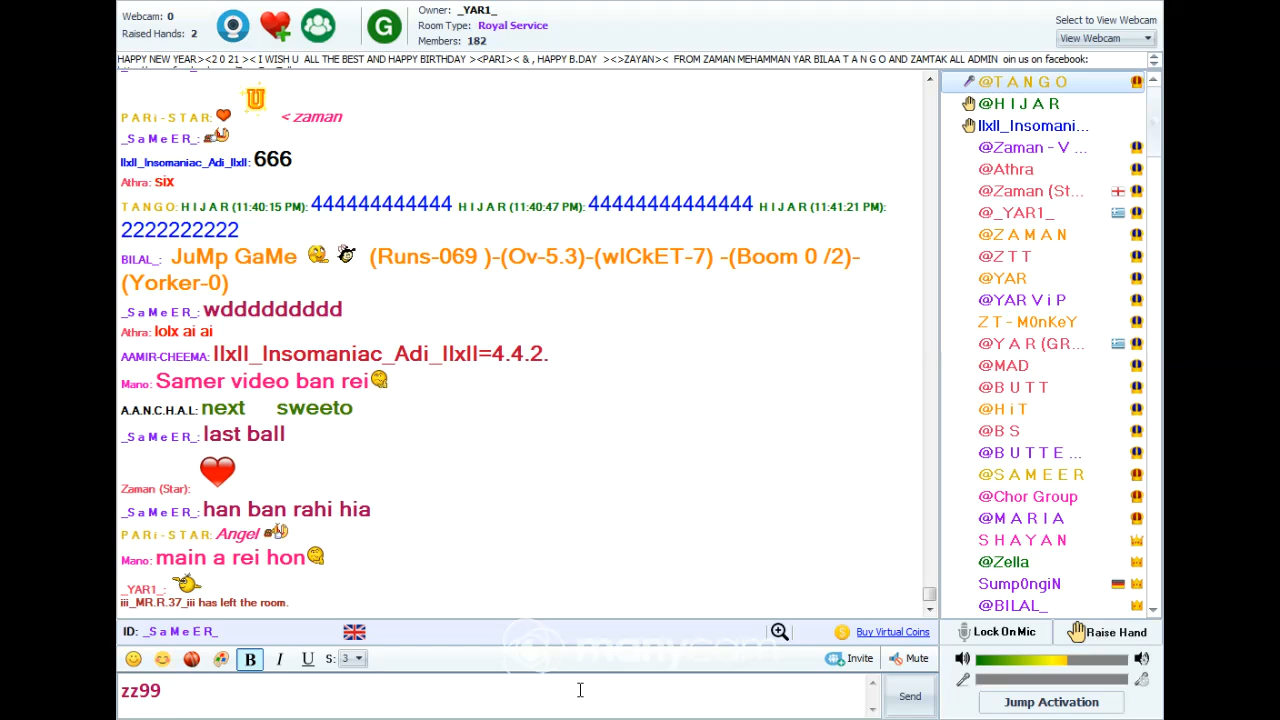 Webcam: 0
Raised Hands: 2
G
Owner: _YAR1_
Room Type: Royal Service
Members: 182
Select to View Webcam
View Webcam
HAPPY NEW YEAR><2 0 21 >< I WISH U ALL THE BEST AND HAPPY BIRTHDAY ><PARI>< & , HAPPY B.DAY ><>ZAYAN>< FROM ZAMAN MEHAMMAN YAR BILAA T A N G O AND ZAMTAK ALL ADMIN oin us on facebook:
U
P A R i - S T A R: < zaman
_S a M e E R_:
IlxlI_Insomaniac_Adi_IlxlI: 666
Athra: six
T A N G O: H I J A R (11:40:15 PM): 444444444444 H I J A R (11:40:47 PM): 44444444444444 H I J A R (11:41:21 PM):
2222222222
BILAL_: JuMp GaMe (Runs-069 )-(Ov-5.3)-(wICkET-7) -(Boom 0 /2)-
(Yorker-0)
_S a M e E R_: wddddddddd
Athra: lolx ai ai
AAMIR-CHEEMA: IlxlI_Insomaniac_Adi_IlxlI=4.4.2.
Mano: Samer video ban rei
A.A.N.C.H.A.L: next sweeto
_S a M e E R_: last ball
Zaman (Star):
_S a M e E R_: han ban rahi hia
P A R i - S T A R: Angel
Mano: main a rei hon
_YAR1_:
iii_MR.R.37_iii has left the room.
@T A N G O
@H I J A R
IlxlI_Insomani...
@Zaman - V ...
@Athra
@Zaman (St...
@_YAR1_
@Z A M A N
@Z T T
@YAR
@YAR V i P
Z T - M0nKeY
@Y A R (GR...
@MAD
@B U T T
@H i T
@B S
@B U T T E ...
@S A M E E R
@Chor Group
@M A R I A
S H A Y A N
@Zella
Sump0ngiN
@BILAL_
ID: _S a M e E R_
Buy Virtual Coins
Lock On Mic
Raise Hand
manycam
B I U S: 3
Invite
Mute
zz99
Send
Jump Activation